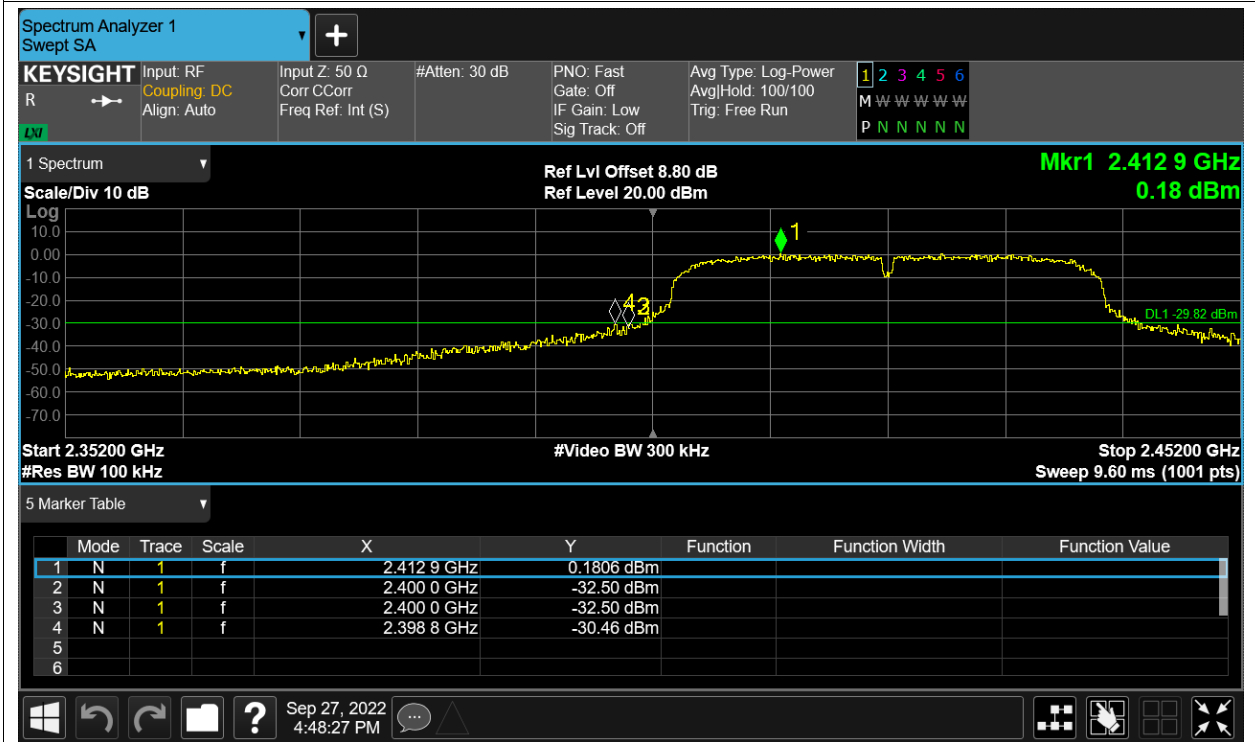 Spectrum Analyzer 1
Swept SA
KEYSIGHT
R
LXI
Input: RF
Coupling: DC
Align: Auto
Input Z: 50 Ω
Corr CCorr
Freq Ref: Int (S)
#Atten: 30 dB
PNO: Fast
Gate: Off
IF Gain: Low
Sig Track: Off
Avg Type: Log-Power
Avg|Hold: 100/100
Trig: Free Run
1 2 3 4 5 6
M W W W W W
P N N N N N
1 Spectrum
Scale/Div 10 dB
Ref Lvl Offset 8.80 dB
Ref Level 20.00 dBm
Mkr1 2.412 9 GHz
0.18 dBm
Log
10.0
0.00
-10.0
-20.0
-30.0
-40.0
-50.0
-60.0
-70.0
1
4
DL1 -29.82 dBm
Start 2.35200 GHz
#Video BW 300 kHz
Stop 2.45200 GHz
#Res BW 100 kHz
Sweep 9.60 ms (1001 pts)
5 Marker Table
Mode Trace Scale X Y Function Function Width Function Value
1 N 1 f 2.412 9 GHz 0.1806 dBm
2 N 1 f 2.400 0 GHz -32.50 dBm
3 N 1 f 2.400 0 GHz -32.50 dBm
4 N 1 f 2.398 8 GHz -30.46 dBm
5
6
?
Sep 27, 2022
4:48:27 PM